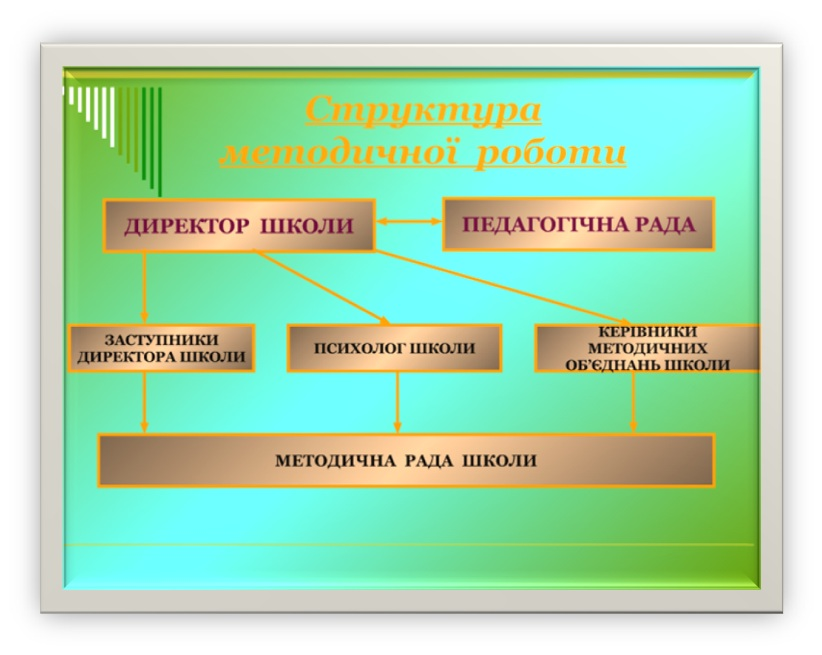 Структура
методичної роботи
ДИРЕКТОР ШКОЛИ
ПЕДАГОГІЧНА РАДА
ЗАСТУПНИКИ
ДИРЕКТОРА ШКОЛИ
ПСИХОЛОГ ШКОЛИ
КЕРІВНИКИ
МЕТОДИЧНИХ
ОБ'ЄДНАНЬ ШКОЛИ
МЕТОДИЧНА РАДА ШКОЛИ